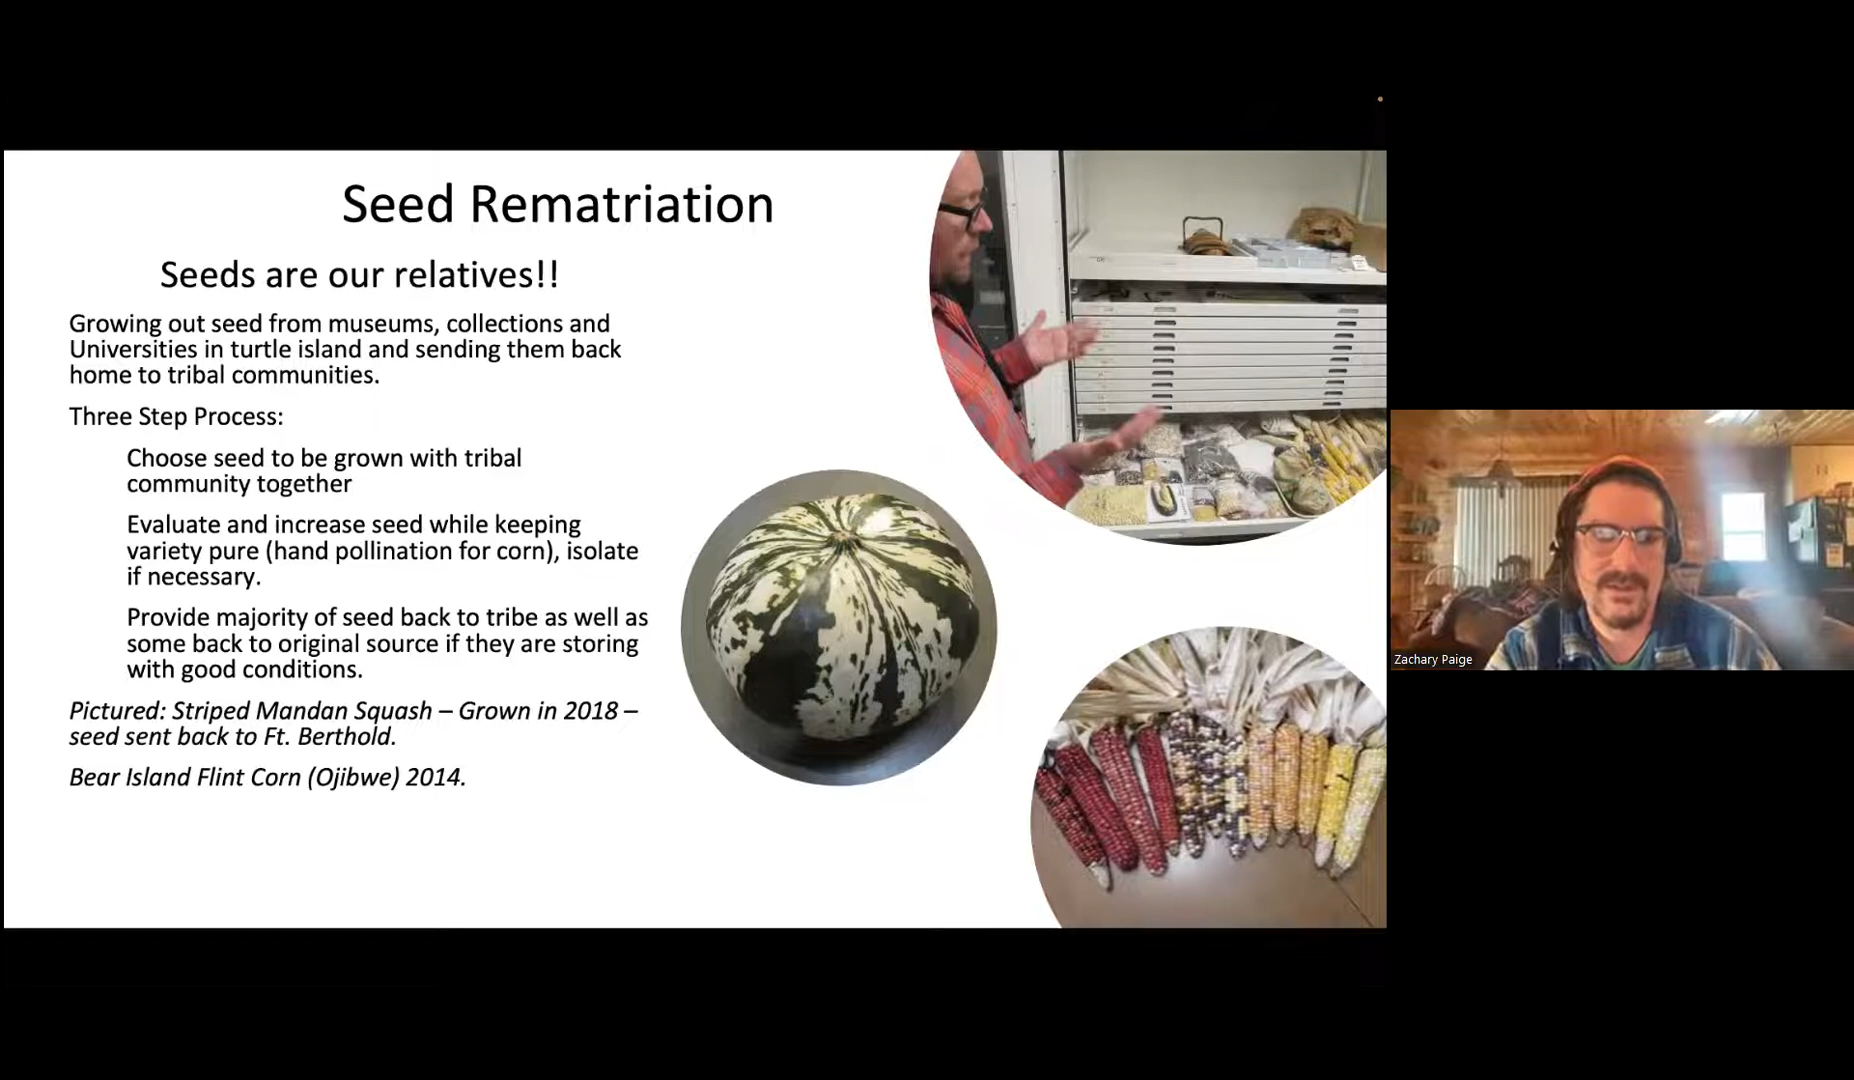 Seed Rematriation
Seeds are our relatives!!
Growing out seed from museums, collections and
Universities in turtle island and sending them back
home to tribal communities.
Three Step Process:
Choose seed to be grown with tribal
community together
Evaluate and increase seed while keeping
variety pure (hand pollination for corn), isolate
if necessary.
Provide majority of seed back to tribe as well as
some back to original source if they are storing
with good conditions.
Pictured: Striped Mandan Squash – Grown in 2018 –
seed sent back to Ft. Berthold.
Bear Island Flint Corn (Ojibwe) 2014.
Zachary Paige